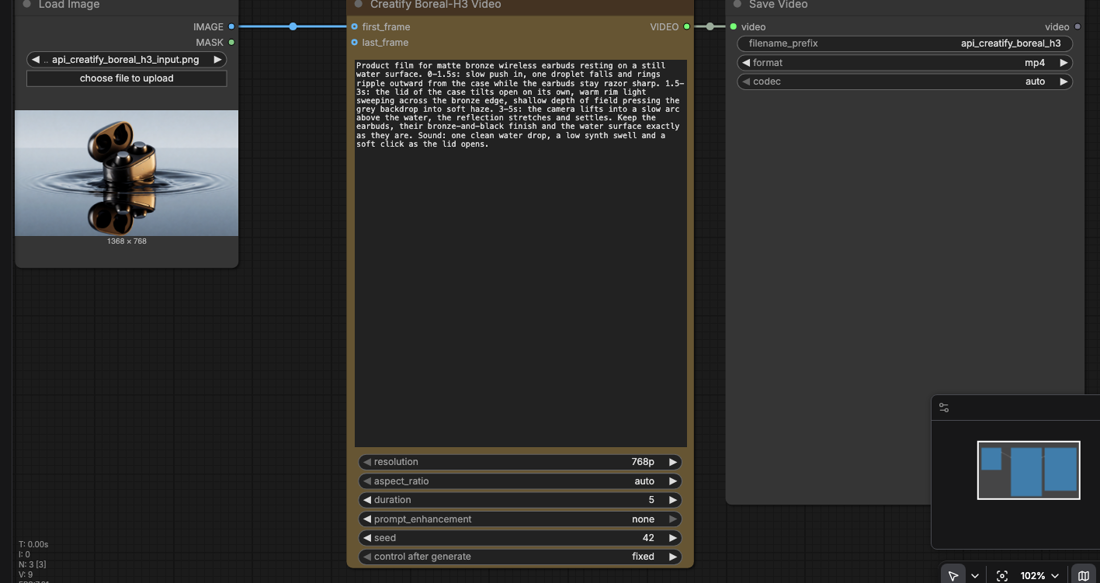 Load Image
IMAGE
MASK
.. api_creatify_boreal_h3_input.png
choose file to upload
1368 × 768
Creatify Boreal-H3 Video
first_frame
VIDEO
last_frame
Product film for matte bronze wireless earbuds resting on a still
water surface. 0-1.5s: slow push in, one droplet falls and rings
ripple outward from the case while the earbuds stay razor sharp. 1.5-
3s: the lid of the case tilts open on its own, warm rim light
sweeping across the bronze edge, shallow depth of field pressing the
grey backdrop into soft haze. 3-5s: the camera lifts into a slow arc
above the water, the reflection stretches and settles. Keep the
earbuds, their bronze-and-black finish and the water surface exactly
as they are. Sound: one clean water drop, a low synth swell and a
soft click as the lid opens.
resolution 768p
aspect_ratio auto
duration 5
prompt_enhancement none
seed 42
control after generate fixed
Save Video
video
video
filename_prefix api_creatify_boreal_h3
format mp4
codec auto
T: 0.00s
I: 0
N: 3 [3]
V: 9
102%